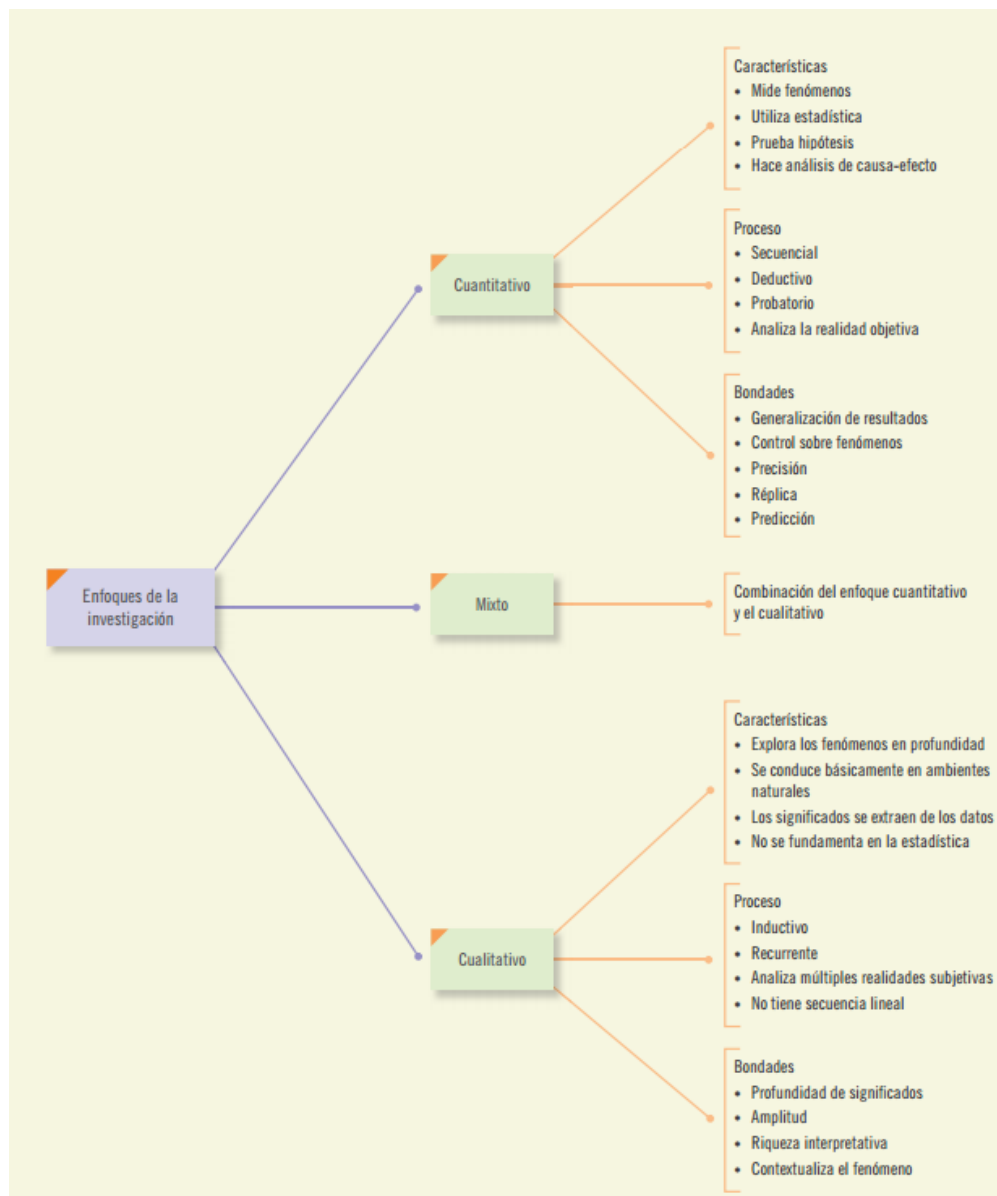 Enfoques de la
investigación
Cuantitativo
Características
• Mide fenómenos
• Utiliza estadística
• Prueba hipótesis
• Hace análisis de causa-efecto
Proceso
• Secuencial
• Deductivo
• Probatorio
• Analiza la realidad objetiva
Bondades
• Generalización de resultados
• Control sobre fenómenos
• Precisión
• Réplica
• Predicción
Mixto
Combinación del enfoque cuantitativo
y el cualitativo
Cualitativo
Características
• Explora los fenómenos en profundidad
• Se conduce básicamente en ambientes
naturales
• Los significados se extraen de los datos
• No se fundamenta en la estadística
Proceso
• Inductivo
• Recurrente
• Analiza múltiples realidades subjetivas
• No tiene secuencia lineal
Bondades
• Profundidad de significados
• Amplitud
• Riqueza interpretativa
• Contextualiza el fenómeno